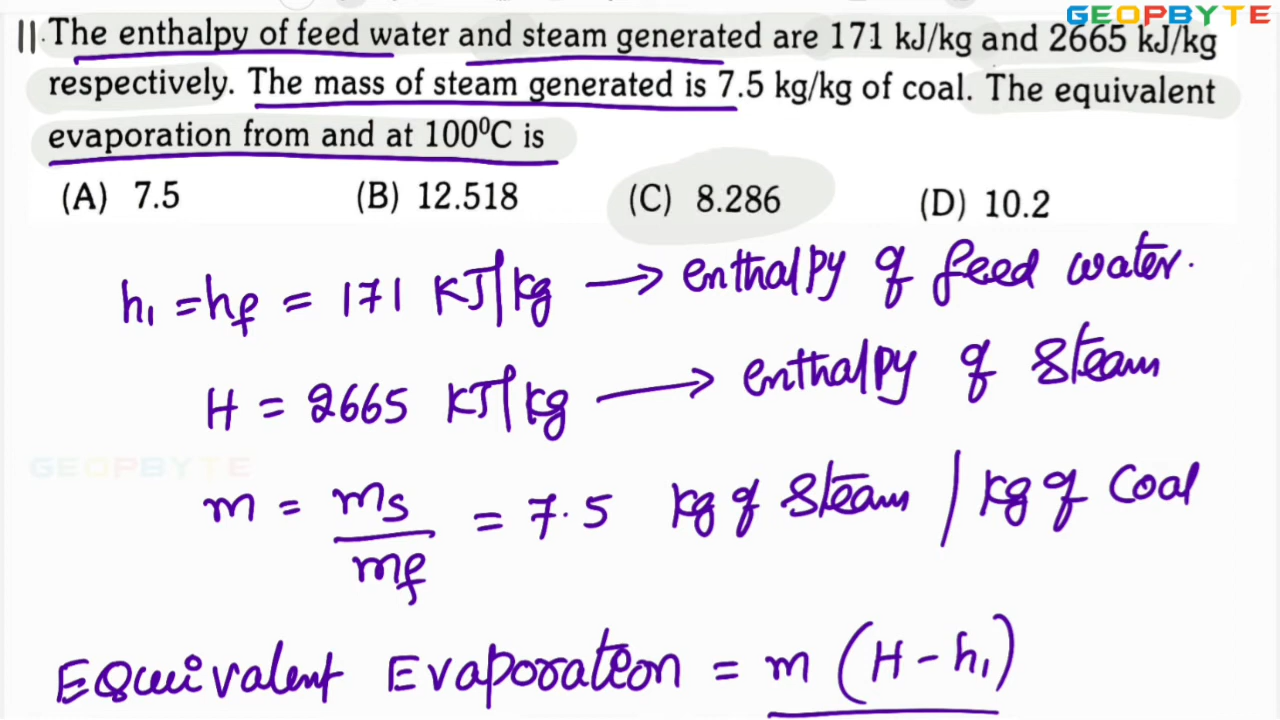 GEOPBYTE
11. The enthalpy of feed water and steam generated are 171 kJ/kg and 2665 kJ/kg
respectively. The mass of steam generated is 7.5 kg/kg of coal. The equivalent
evaporation from and at 100⁰C is
(A) 7.5 (B) 12.518 (C) 8.286 (D) 10.2
h₁ = hf = 171 KJ/kg → enthalpy of feed water.
H = 2665 KJ/kg → enthalpy of steam
GEOPBYTE
m = ms/mf = 7.5 kg of steam / kg of coal
Equivalent Evaporation = m (H - h₁)